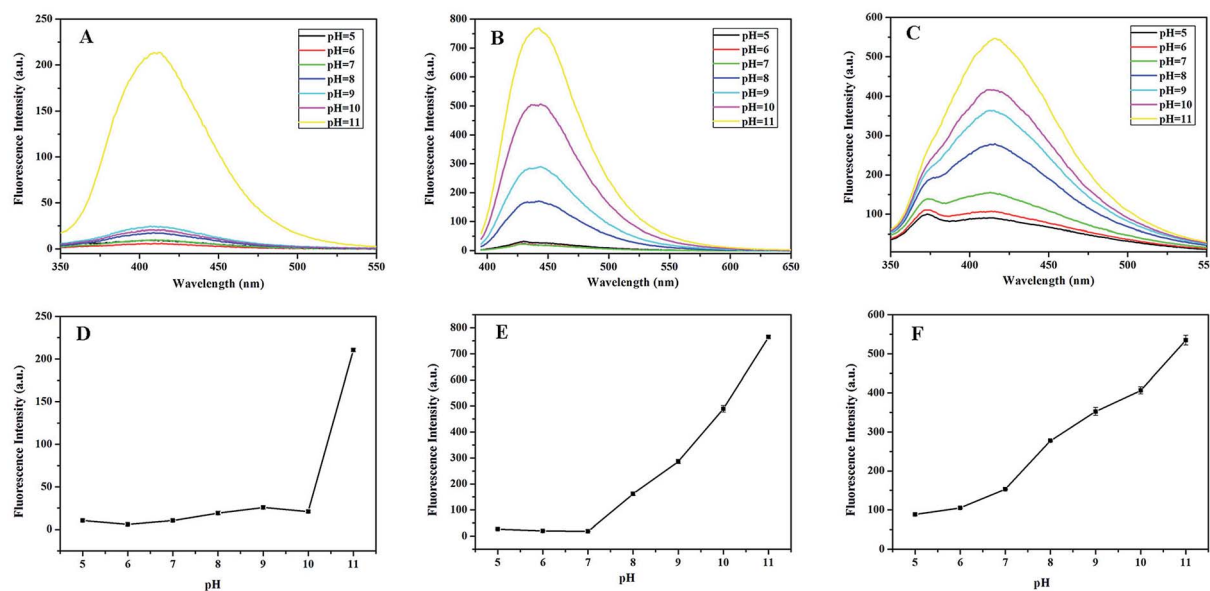 A
Fluorescence Intensity (a.u.)
250
200
150
100
50
25
0
350
400
450
500
550
Wavelength (nm)
pH=5
pH=6
pH=7
pH=8
pH=9
pH=10
pH=11
B
Fluorescence Intensity (a.u.)
800
700
600
500
400
300
200
100
0
400
450
500
550
600
650
Wavelength (nm)
pH=5
pH=6
pH=7
pH=8
pH=9
pH=10
pH=11
C
Fluorescence Intensity (a.u.)
600
500
400
300
250
200
150
100
350
400
450
500
550
Wavelength (nm)
pH=5
pH=6
pH=7
pH=8
pH=9
pH=10
pH=11
D
Fluorescence Intensity (a.u.)
250
200
150
100
50
25
0
5
6
7
8
9
10
11
pH
E
Fluorescence Intensity (a.u.)
800
700
600
500
400
300
200
100
0
5
6
7
8
9
10
11
pH
F
Fluorescence Intensity (a.u.)
600
500
400
300
200
150
100
0
5
6
7
8
9
10
11
pH